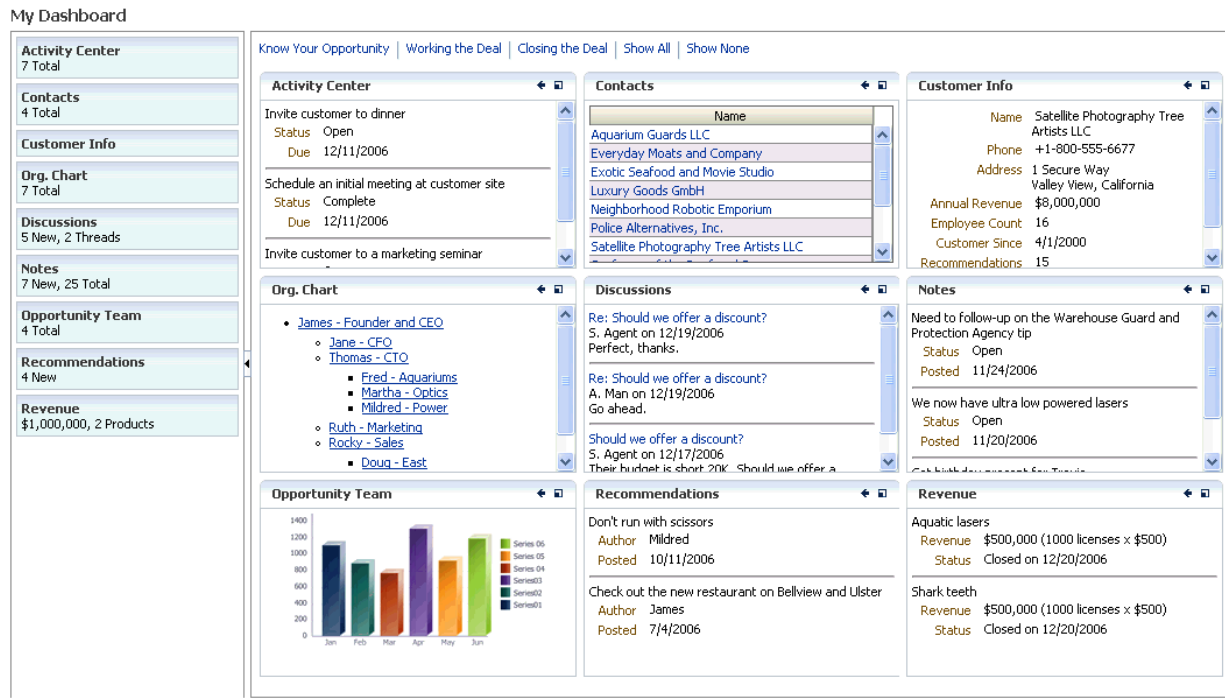 My Dashboard
Activity Center
7 Total
Contacts
4 Total
Customer Info
Org. Chart
7 Total
Discussions
5 New, 2 Threads
Notes
7 New, 25 Total
Opportunity Team
4 Total
Recommendations
4 New
Revenue
$1,000,000, 2 Products
Know Your Opportunity | Working the Deal | Closing the Deal | Show All | Show None
Activity Center
Invite customer to dinner
Status Open
Due 12/11/2006
Schedule an initial meeting at customer site
Status Complete
Due 12/11/2006
Invite customer to a marketing seminar
Contacts
Name
Aquarium Guards LLC
Everyday Moats and Company
Exotic Seafood and Movie Studio
Luxury Goods GmbH
Neighborhood Robotic Emporium
Police Alternatives, Inc.
Satellite Photography Tree Artists LLC
Customer Info
Name Satellite Photography Tree
Artists LLC
Phone +1-800-555-6677
Address 1 Secure Way
Valley View, California
Annual Revenue $8,000,000
Employee Count 16
Customer Since 4/1/2000
Recommendations 15
Org. Chart
James - Founder and CEO
Jane - CFO
Thomas - CTO
Fred - Aquariums
Martha - Optics
Mildred - Power
Ruth - Marketing
Rocky - Sales
Doug - East
Discussions
Re: Should we offer a discount?
S. Agent on 12/19/2006
Perfect, thanks.
Re: Should we offer a discount?
A. Man on 12/19/2006
Go ahead.
Should we offer a discount?
S. Agent on 12/17/2006
Their budget is short 20K. Should we offer a
Notes
Need to follow-up on the Warehouse Guard and
Protection Agency tip
Status Open
Posted 11/24/2006
We now have ultra low powered lasers
Status Open
Posted 11/20/2006
Opportunity Team
1400
1200
1000
800
600
400
200
0
Jan Feb Mar Apr May Jun
Series 06
Series 05
Series 04
Series03
Series02
Series01
Recommendations
Don't run with scissors
Author Mildred
Posted 10/11/2006
Check out the new restaurant on Bellview and Ulster
Author James
Posted 7/4/2006
Revenue
Aquatic lasers
Revenue $500,000 (1000 licenses x $500)
Status Closed on 12/20/2006
Shark teeth
Revenue $500,000 (1000 licenses x $500)
Status Closed on 12/20/2006